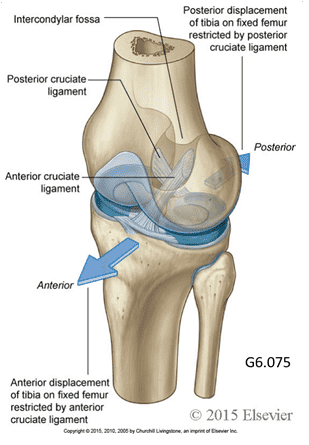 Intercondylar fossa
Posterior displacement
of tibia on fixed femur
restricted by posterior
cruciate ligament
Posterior cruciate
ligament
Posterior
Anterior cruciate
ligament
Anterior
Anterior displacement
of tibia on fixed femur
restricted by anterior
cruciate ligament
G6.075
© 2015 Elsevier
Copyright © 2015, 2010, 2005 by Churchill Livingstone, an imprint of Elsevier Inc.